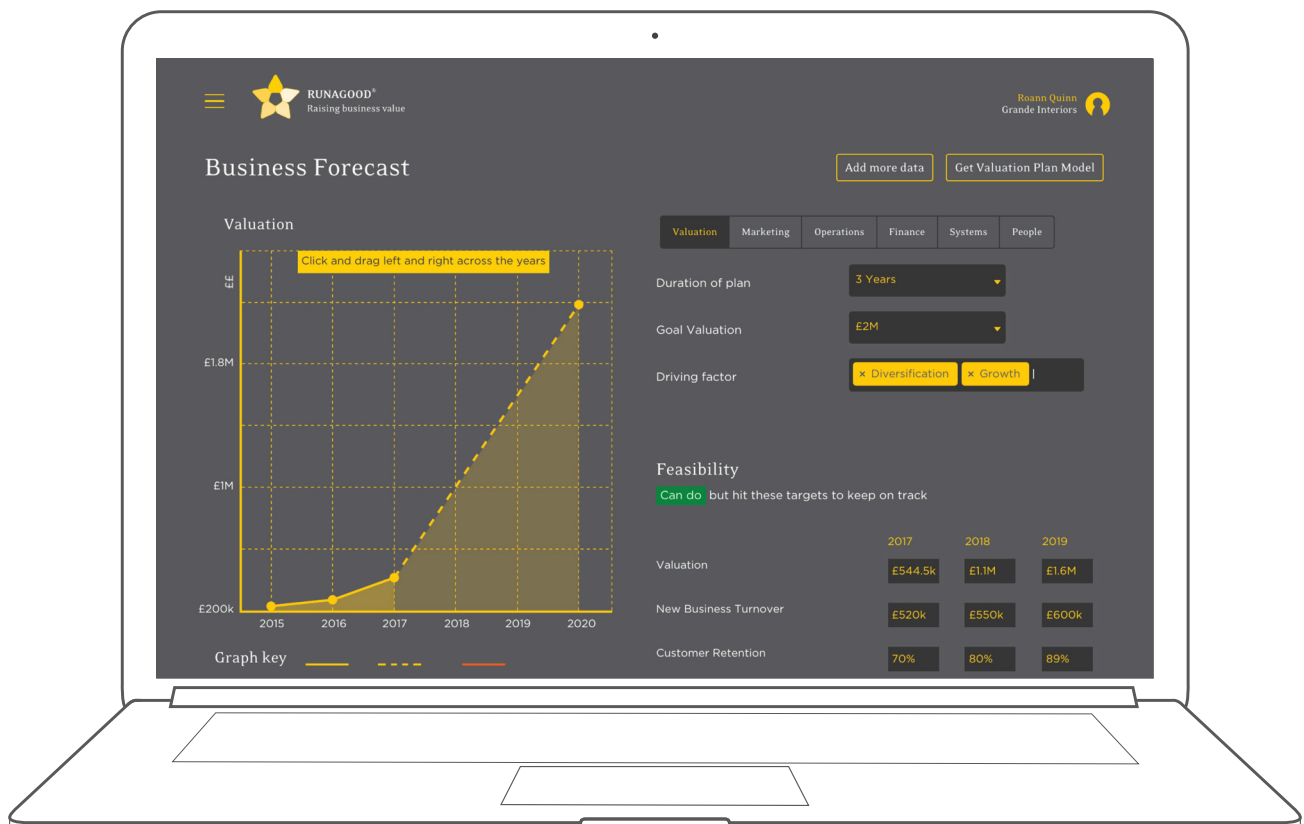 RUNAGOOD®
Raising business value
Roann Quinn
Grande Interiors
Business Forecast
Add more data
Get Valuation Plan Model
Valuation
Click and drag left and right across the years
££
£1.8M
£1M
£200k
2015 2016 2017 2018 2019 2020
Graph key
Valuation Marketing Operations Finance Systems People
Duration of plan 3 Years
Goal Valuation £2M
Driving factor × Diversification × Growth
Feasibility
Can do but hit these targets to keep on track
2017 2018 2019
Valuation £544.5k £1.1M £1.6M
New Business Turnover £520k £550k £600k
Customer Retention 70% 80% 89%